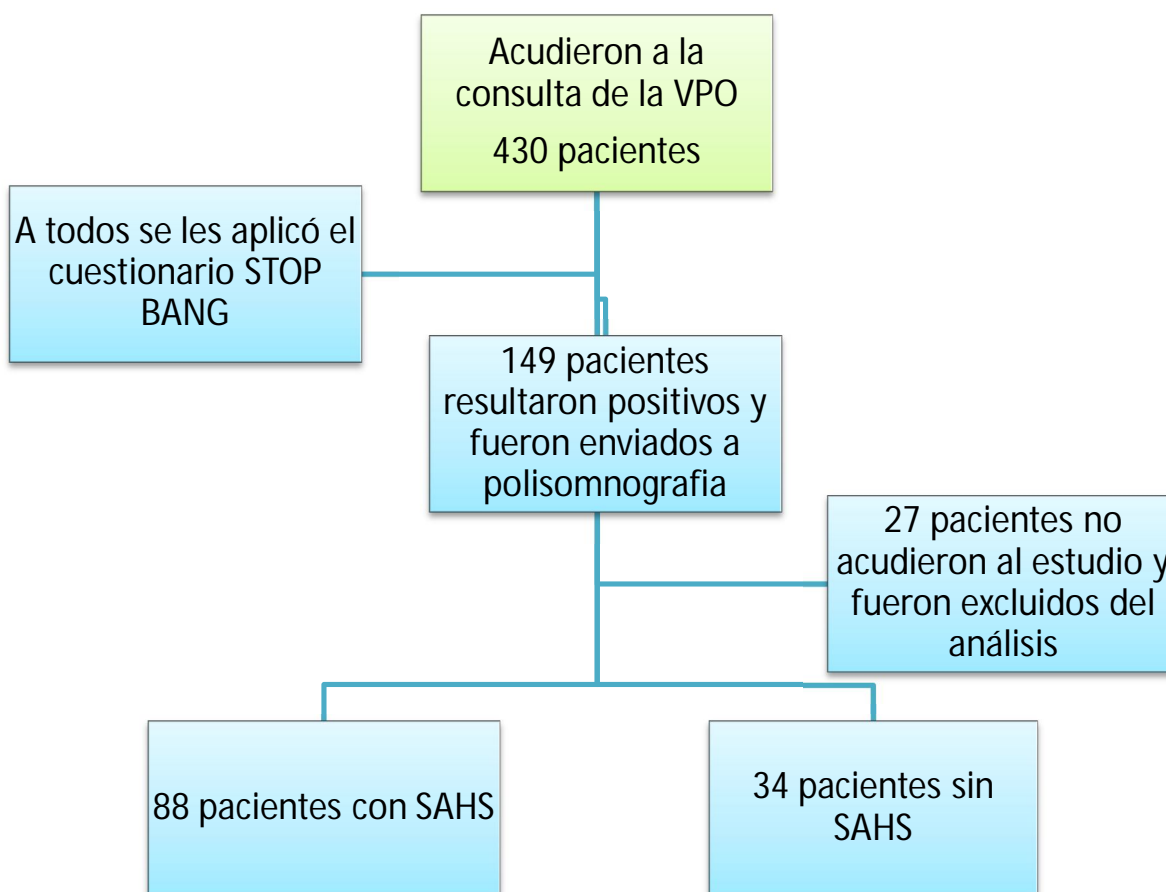 Acudieron a la
consulta de la VPO
430 pacientes
A todos se les aplicó el
cuestionario STOP
BANG
149 pacientes
resultaron positivos y
fueron enviados a
polisomnografia
27 pacientes no
acudieron al estudio y
fueron excluidos del
análisis
88 pacientes con SAHS
34 pacientes sin
SAHS